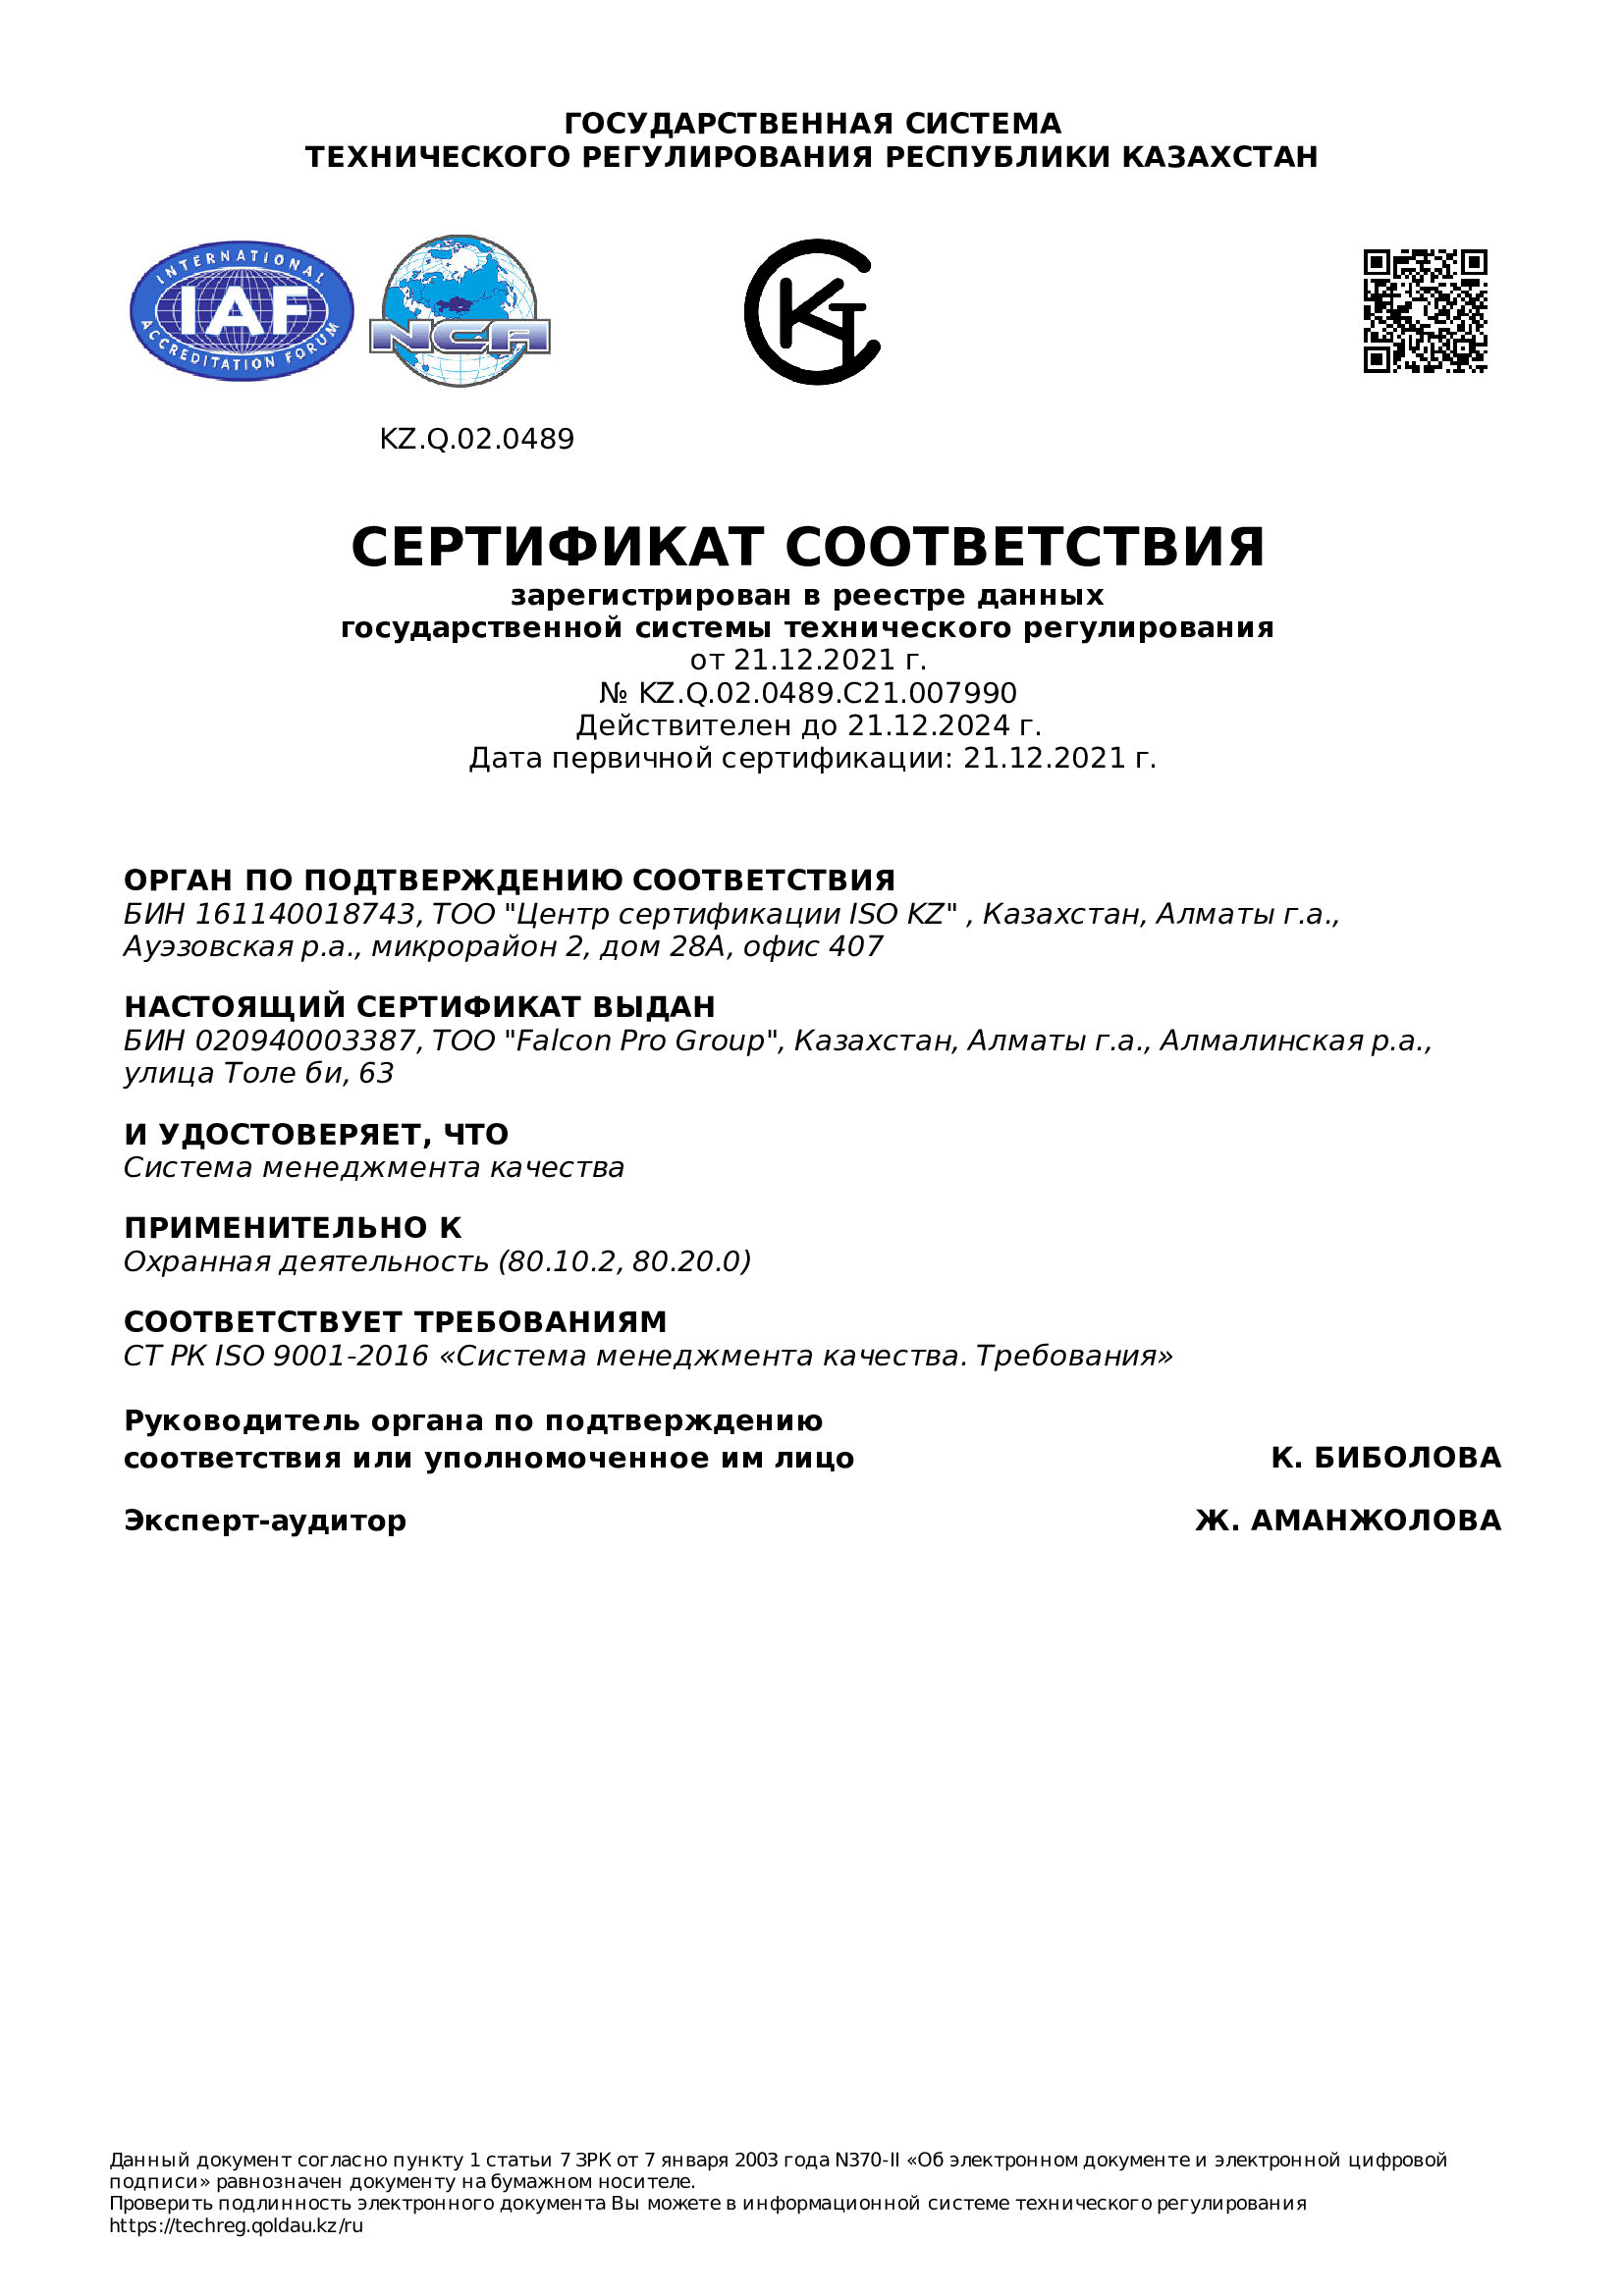 ГОСУДАРСТВЕННАЯ СИСТЕМА
ТЕХНИЧЕСКОГО РЕГУЛИРОВАНИЯ РЕСПУБЛИКИ КАЗАХСТАН
INTERNATIONAL
IAF
ACCREDITATION FORUM
NCA
KZ.Q.02.0489
СЕРТИФИКАТ СООТВЕТСТВИЯ
зарегистрирован в реестре данных
государственной системы технического регулирования
от 21.12.2021 г.
№ KZ.Q.02.0489.C21.007990
Действителен до 21.12.2024 г.
Дата первичной сертификации: 21.12.2021 г.
ОРГАН ПО ПОДТВЕРЖДЕНИЮ СООТВЕТСТВИЯ
БИН 161140018743, ТОО "Центр сертификации ISO KZ" , Казахстан, Алматы г.а.,
Ауэзовская р.а., микрорайон 2, дом 28А, офис 407
НАСТОЯЩИЙ СЕРТИФИКАТ ВЫДАН
БИН 020940003387, ТОО "Falcon Pro Group", Казахстан, Алматы г.а., Алмалинская р.а.,
улица Толе би, 63
И УДОСТОВЕРЯЕТ, ЧТО
Система менеджмента качества
ПРИМЕНИТЕЛЬНО К
Охранная деятельность (80.10.2, 80.20.0)
СООТВЕТСТВУЕТ ТРЕБОВАНИЯМ
СТ РК ISO 9001-2016 «Система менеджмента качества. Требования»
Руководитель органа по подтверждению
соответствия или уполномоченное им лицо К. БИБОЛОВА
Эксперт-аудитор Ж. АМАНЖОЛОВА
Данный документ согласно пункту 1 статьи 7 ЗРК от 7 января 2003 года N370-II «Об электронном документе и электронной цифровой
подписи» равнозначен документу на бумажном носителе.
Проверить подлинность электронного документа Вы можете в информационной системе технического регулирования
https://techreg.qoldau.kz/ru